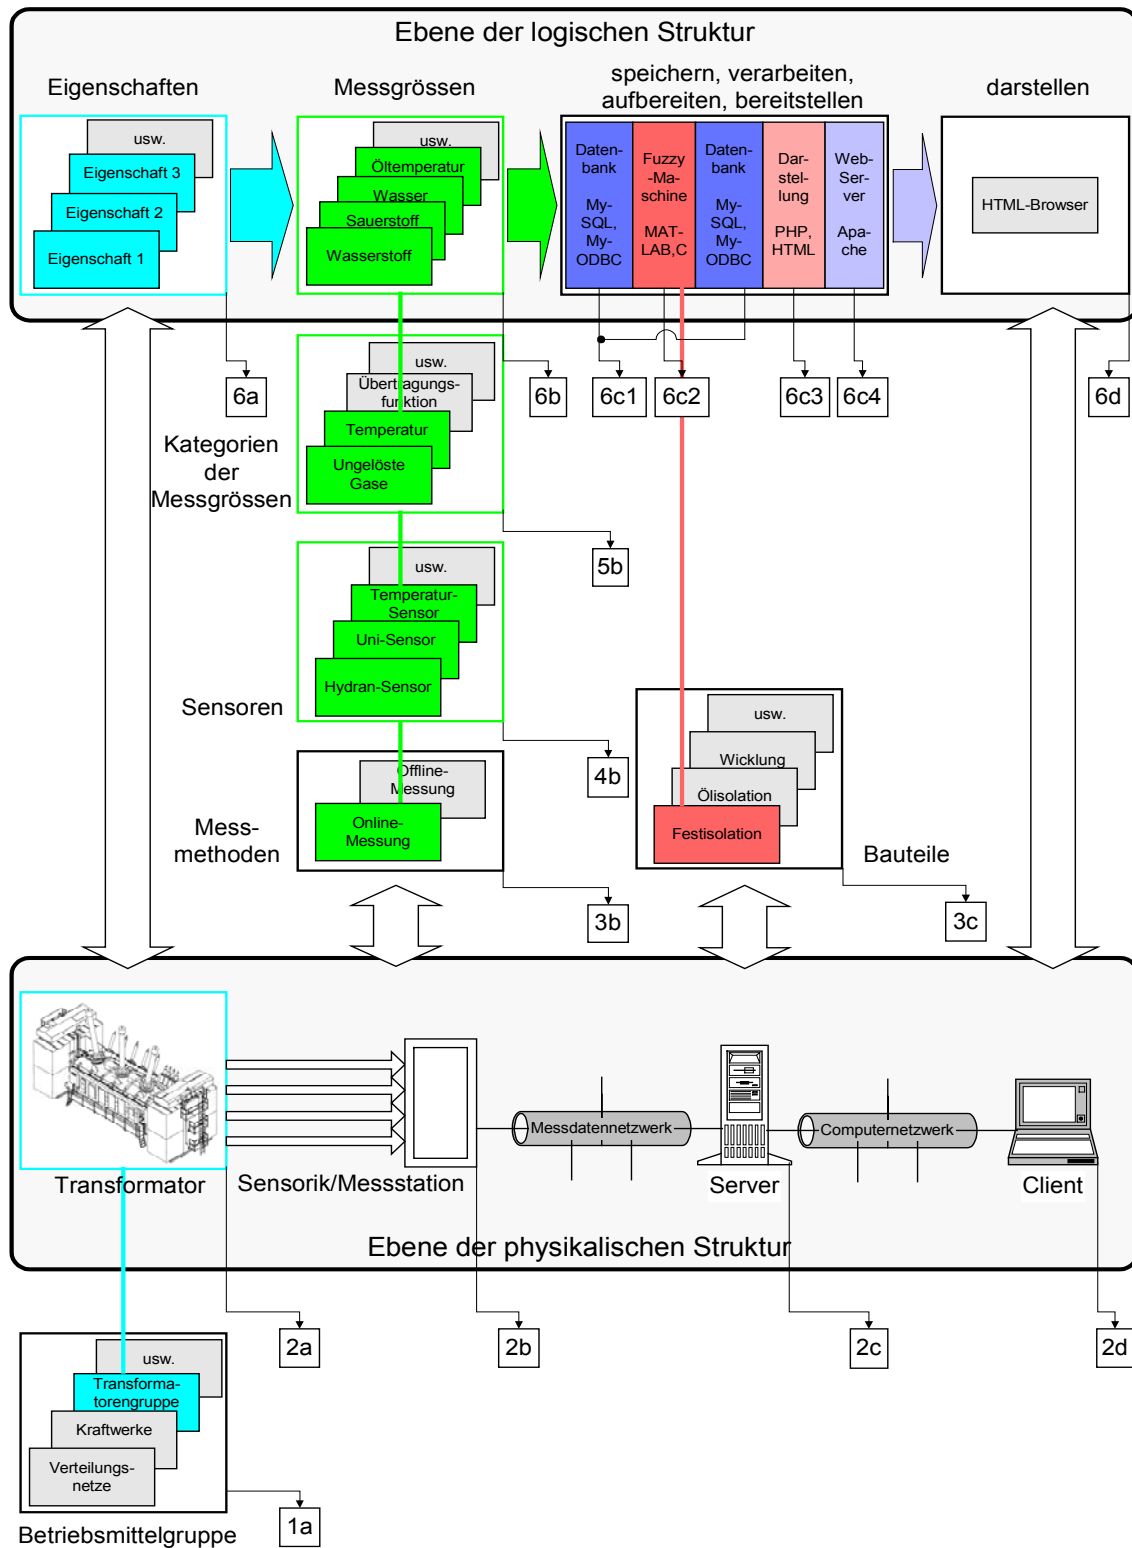 Ebene der logischen Struktur
Eigenschaften
Messgrössen
speichern, verarbeiten,
aufbereiten, bereitstellen
darstellen
usw.
Eigenschaft 3
Eigenschaft 2
Eigenschaft 1
usw.
Öltemperatur
Wasser
Sauerstoff
Wasserstoff
Daten-
bank
My-
SQL,
My-
ODBC
Fuzzy
-Ma-
schine
MAT-
LAB,C
Daten-
bank
My-
SQL,
My-
ODBC
Dar-
stel-
lung
PHP,
HTML
Web-
Ser-
ver
Apa-
che
HTML-Browser
6a
6b
6c1
6c2
6c3
6c4
6d
usw.
Übertragungs-
funktion
Temperatur
Ungelöste
Gase
Kategorien
der
Messgrössen
5b
usw.
Temperatur-
Sensor
Uni-Sensor
Hydran-Sensor
Sensoren
4b
Offline-
Messung
Online-
Messung
Mess-
methoden
3b
usw.
Wicklung
Ölisolation
Festisolation
Bauteile
3c
Messdatennetzwerk
Computernetzwerk
Transformator
Sensorik/Messstation
Server
Client
Ebene der physikalischen Struktur
2a
2b
2c
2d
usw.
Transforma-
torengruppe
Kraftwerke
Verteilungs-
netze
1a
Betriebsmittelgruppe